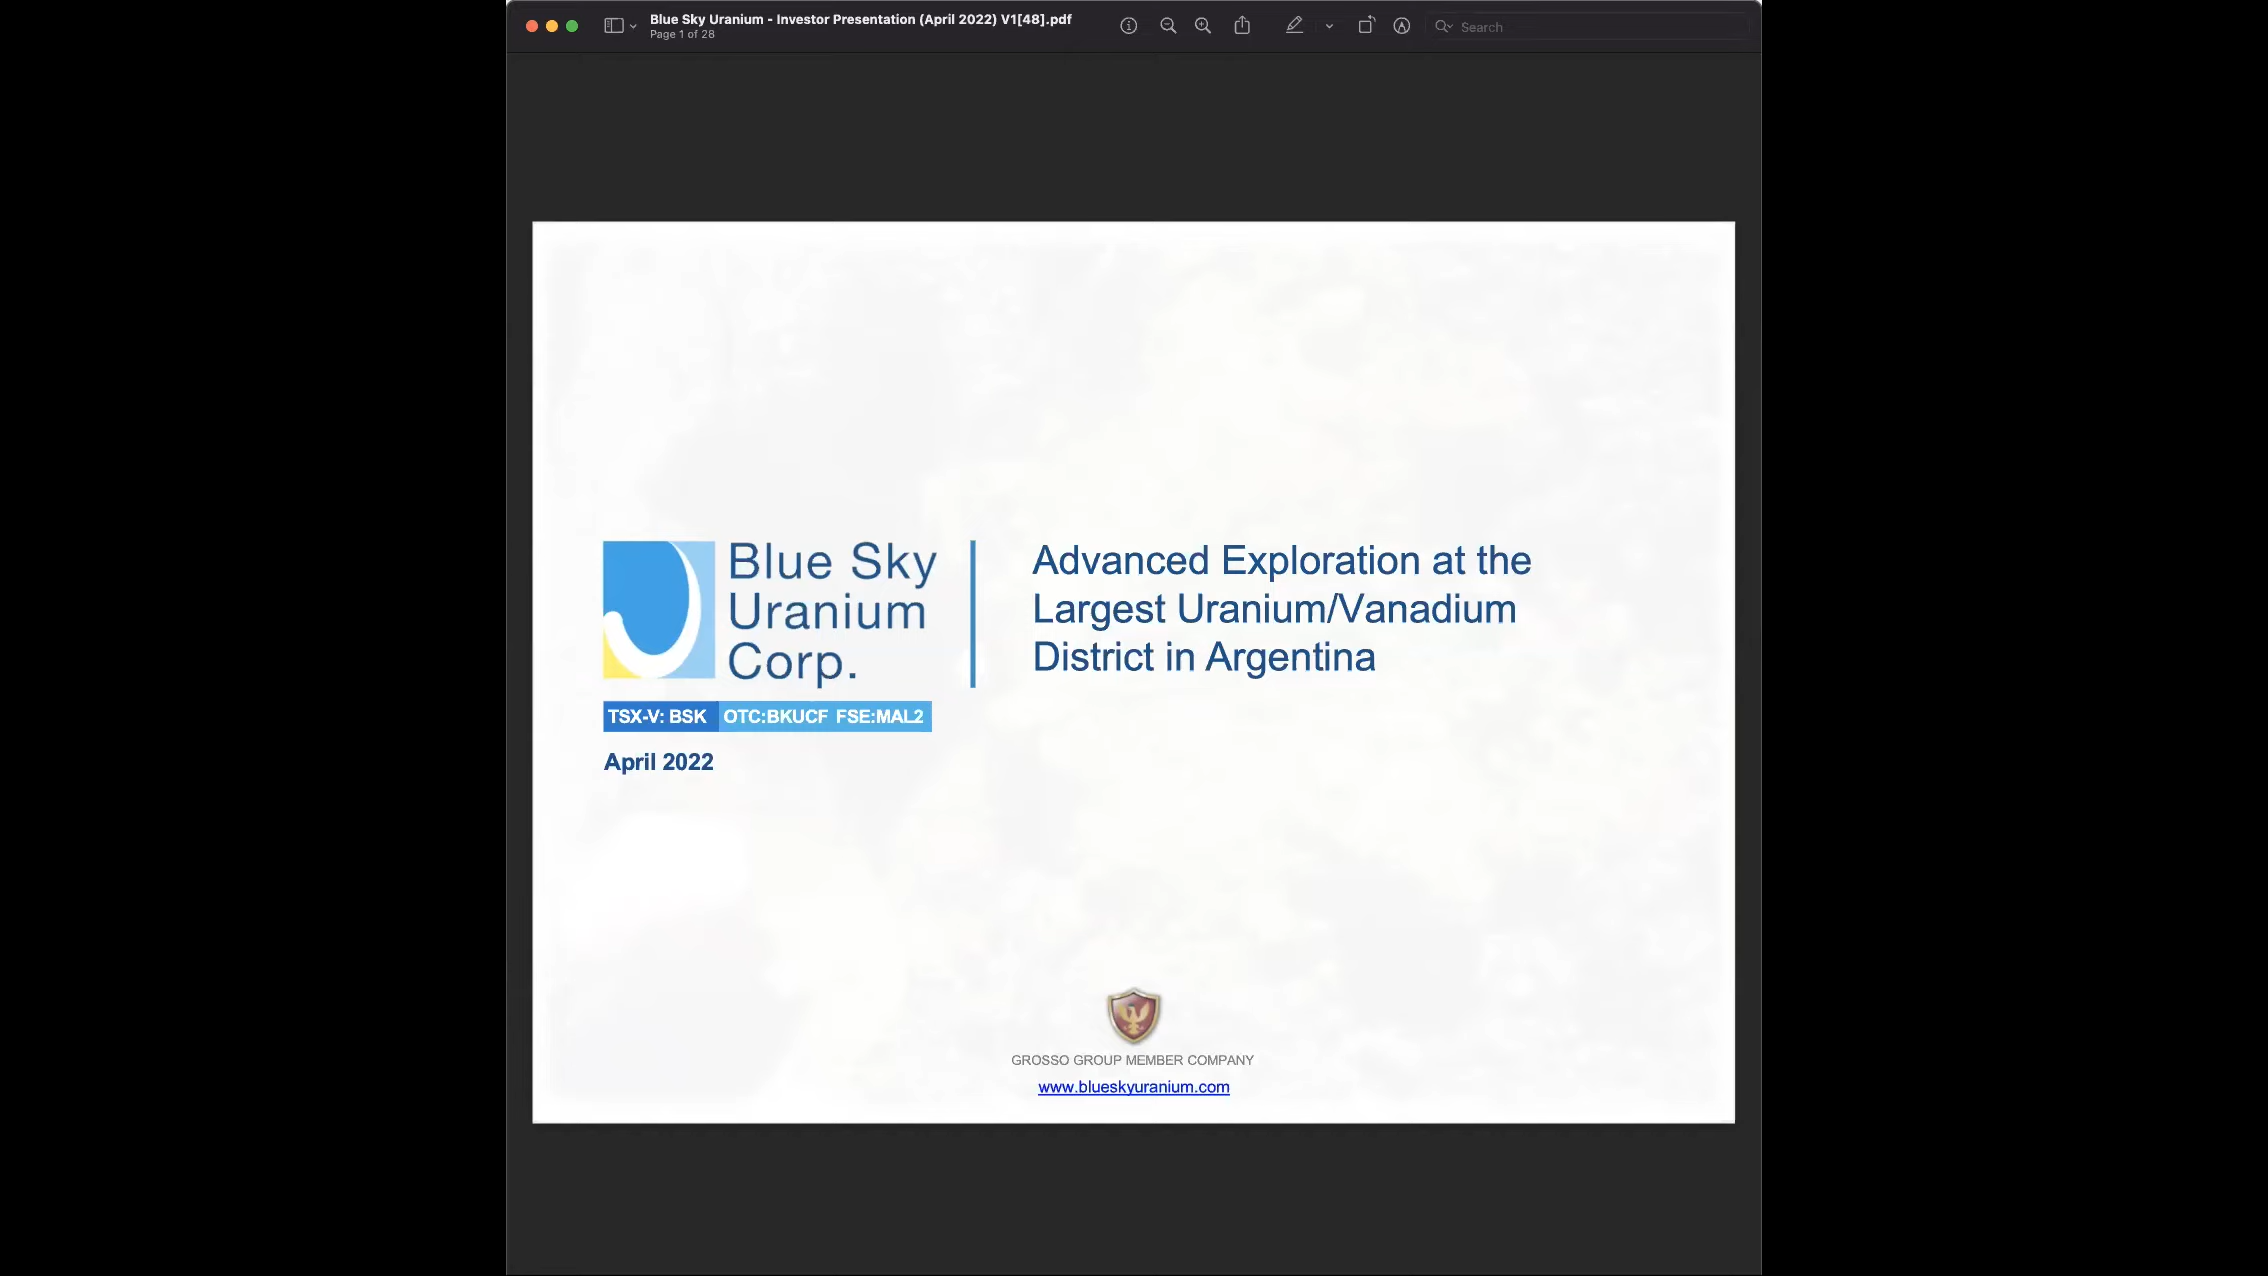 Blue Sky Uranium - Investor Presentation (April 2022) V1[48].pdf
Page 1 of 28
Search
Blue Sky
Uranium
Corp.
Advanced Exploration at the
Largest Uranium/Vanadium
District in Argentina
TSX-V: BSK OTC:BKUCF FSE:MAL2
April 2022
GROSSO GROUP MEMBER COMPANY
www.blueskyuranium.com